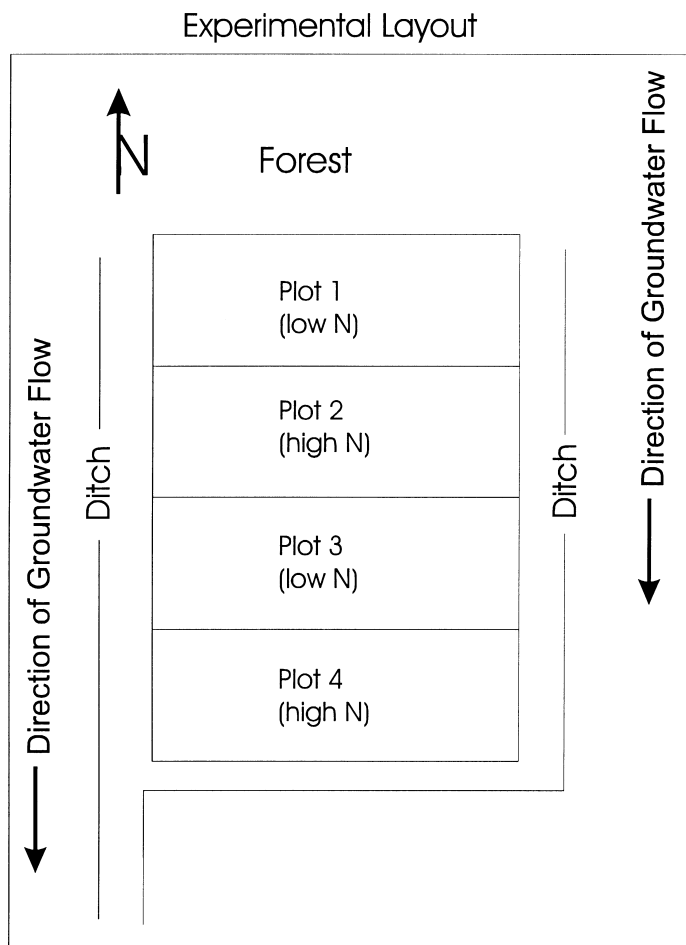 Experimental Layout
N
Forest
Direction of Groundwater Flow
Plot 1
(low N)
Plot 2
(high N)
Ditch
Ditch
Plot 3
(low N)
Plot 4
(high N)
Direction of Groundwater Flow